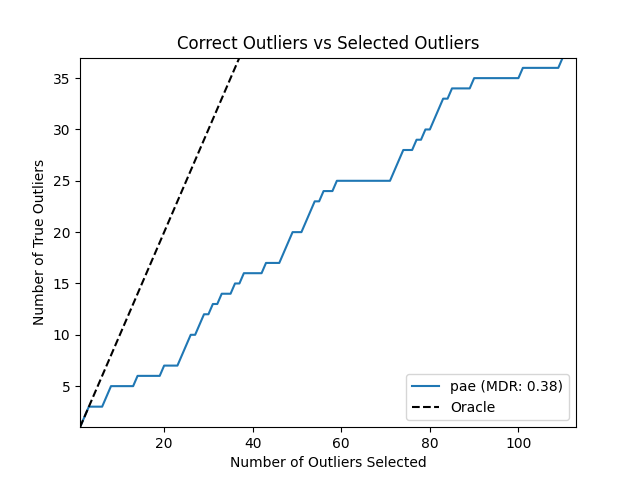 Correct Outliers vs Selected Outliers
Number of True Outliers
35
30
25
20
15
10
5
20
40
60
80
100
Number of Outliers Selected
pae (MDR: 0.38)
Oracle